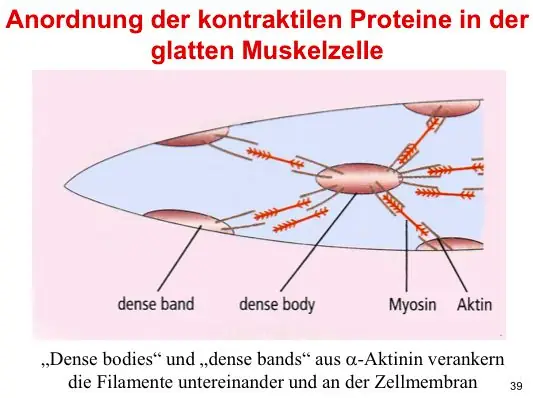 Anordnung der kontraktilen Proteine in der
glatten Muskelzelle
dense band
dense body
Myosin
Aktin
„Dense bodies“ und „dense bands“ aus α-Aktinin verankern
die Filamente untereinander und an der Zellmembran
39